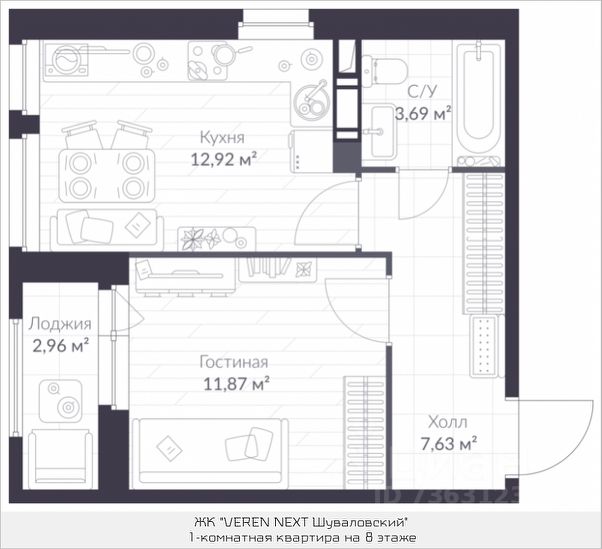 С/У
3,69 м²
Кухня
12,92 м²
Лоджия
2,96 м²
Гостиная
11,87 м²
Холл
7,63 м²
ID 7363123
ЖК "VEREN NEXT Шуваловский"
1-комнатная квартира на 8 этаже